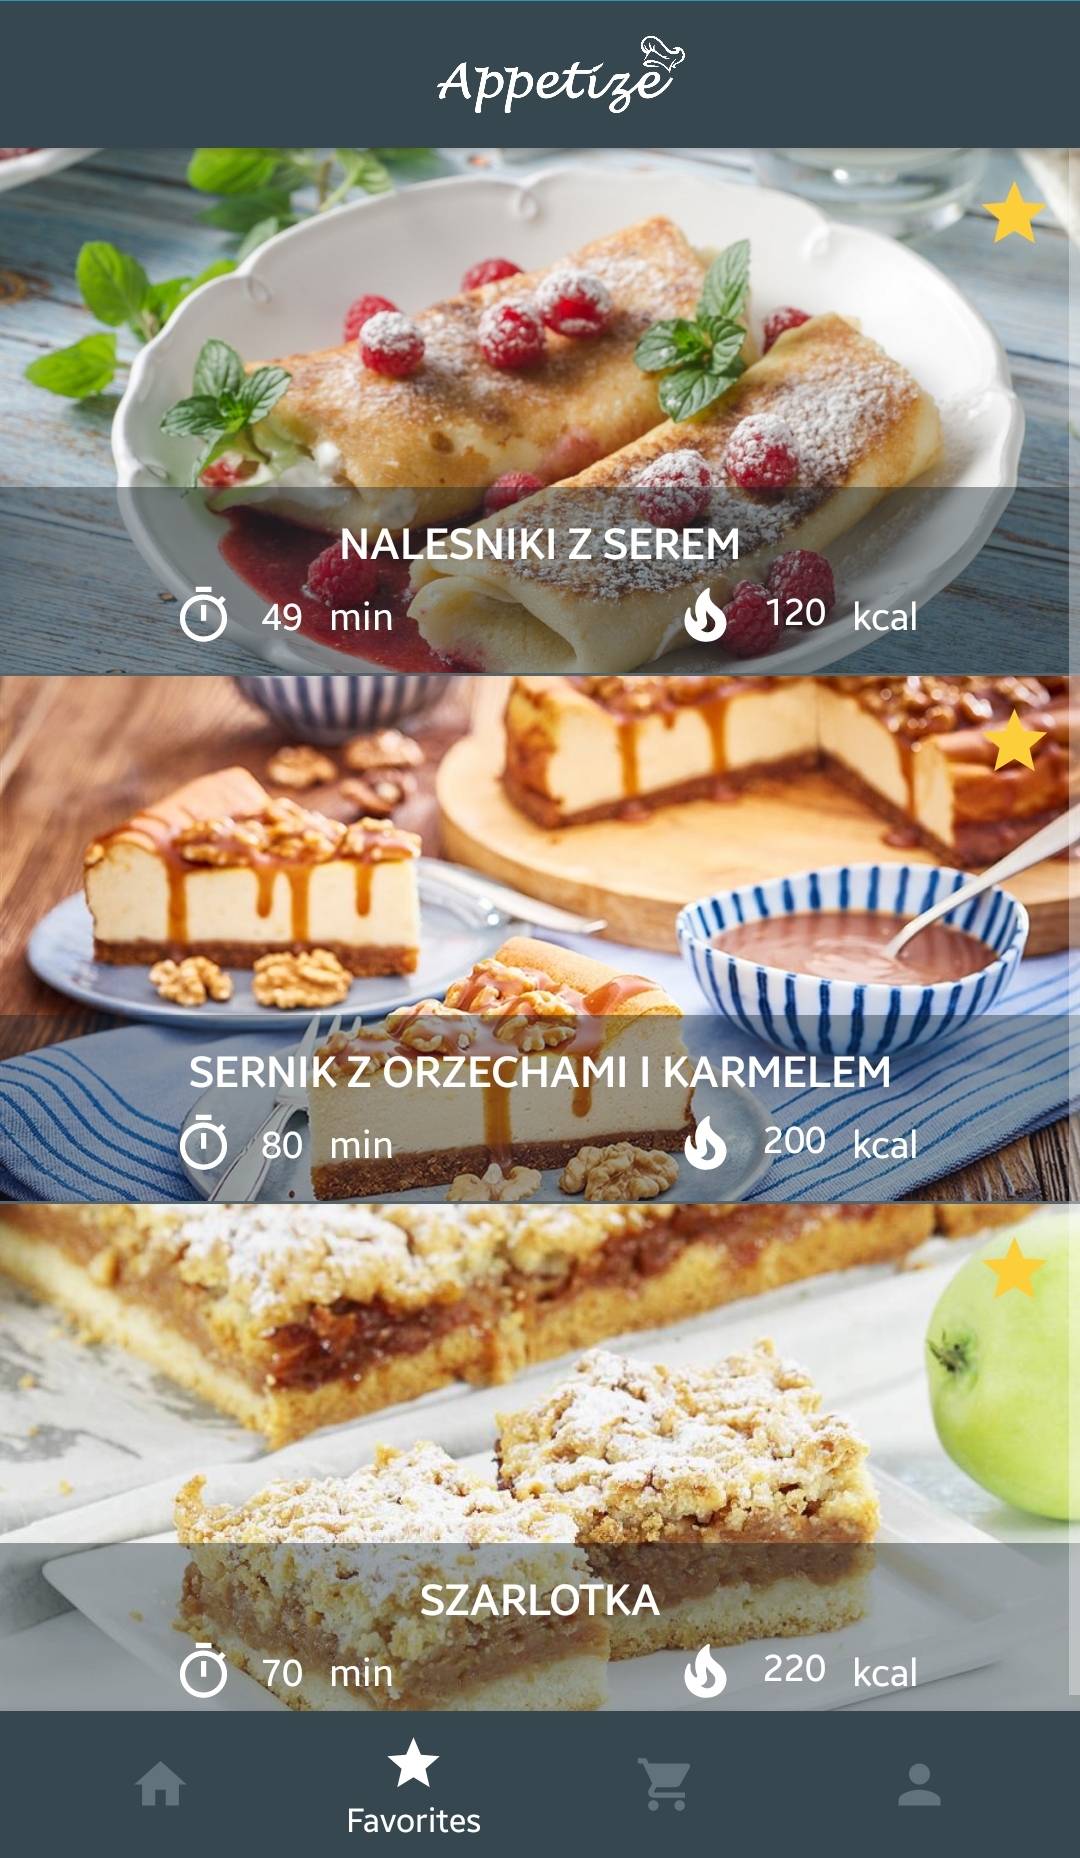 Appetize
NALESNIKI Z SEREM
49 min 120 kcal
SERNIK Z ORZECHAMI I KARMELEM
80 min 200 kcal
SZARLOTKA
70 min 220 kcal
Favorites